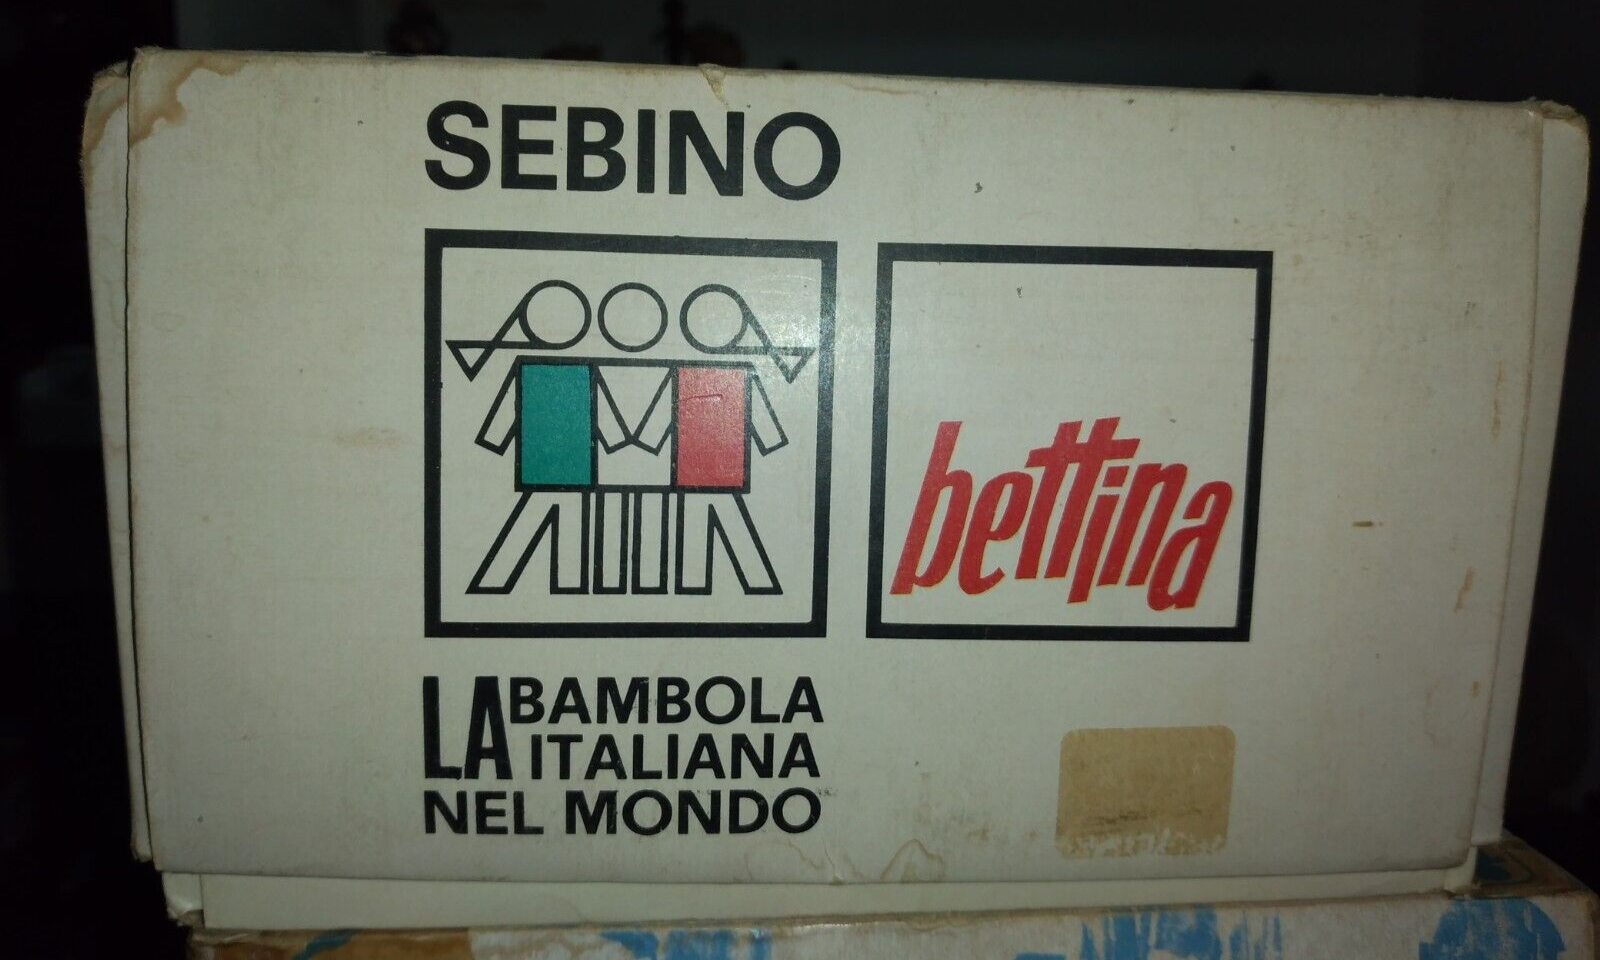 SEBINO
bettina
LA BAMBOLA
ITALIANA
NEL MONDO